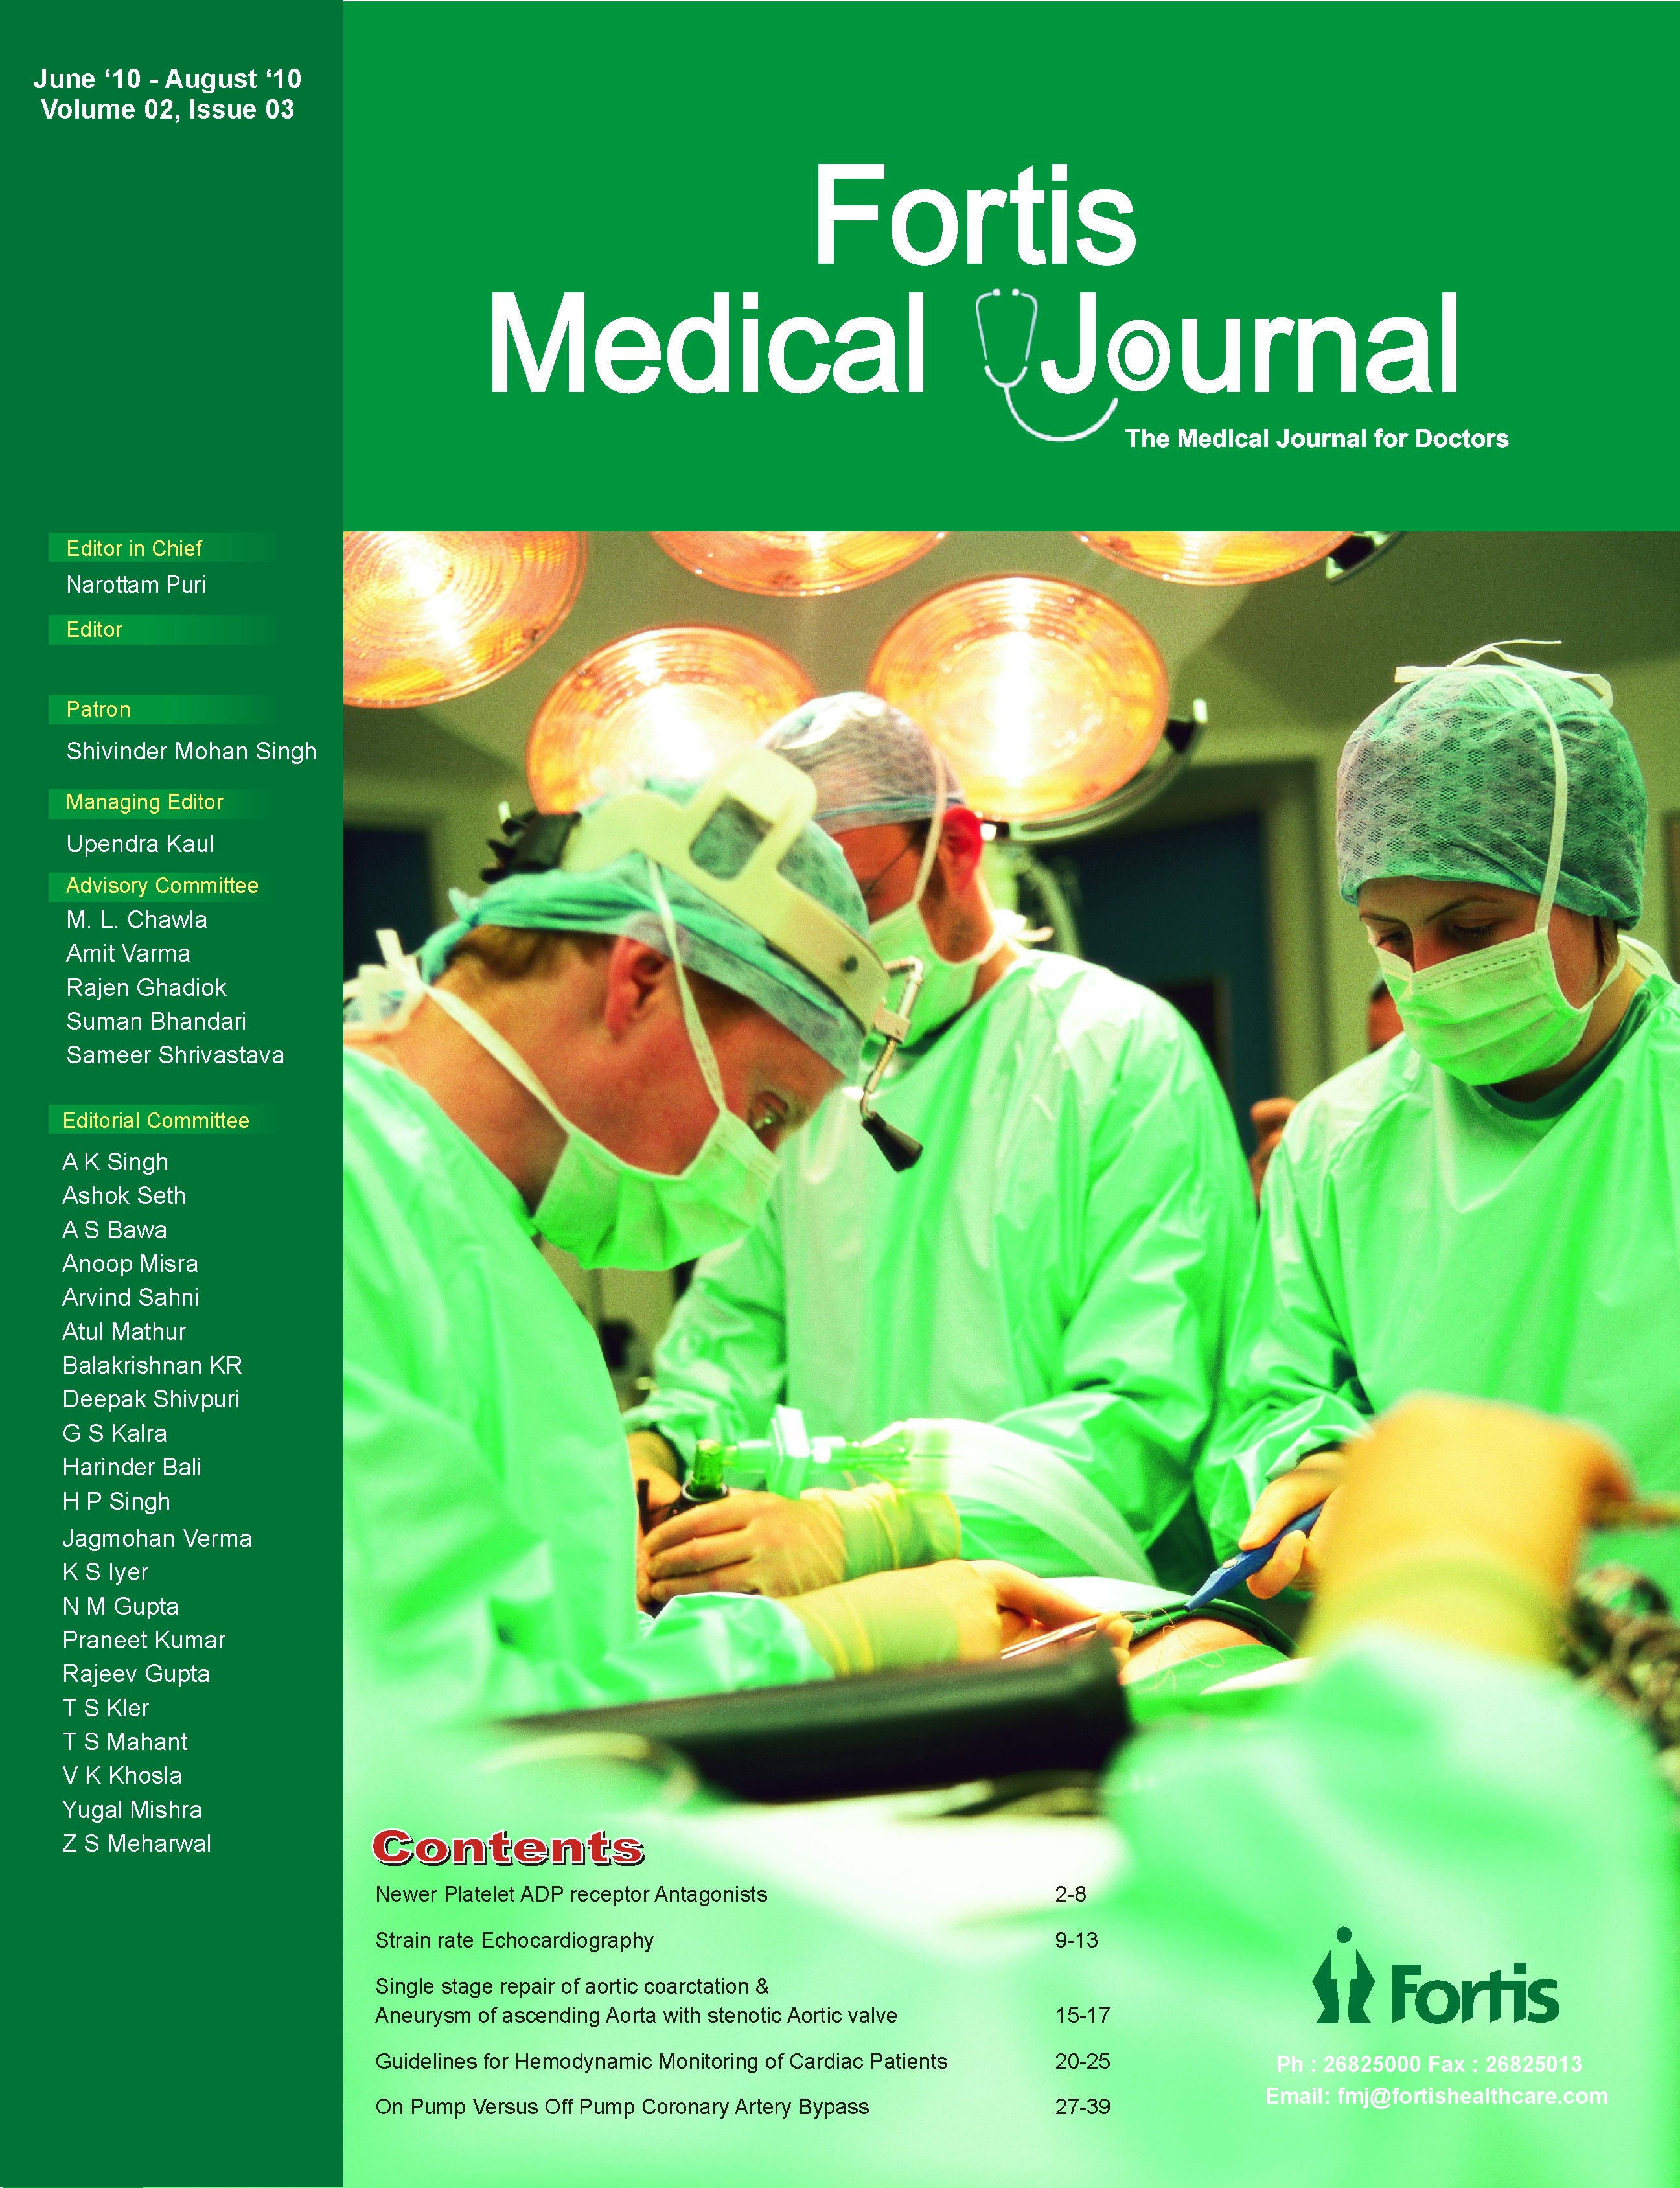 June ‘10 - August ‘10
Volume 02, Issue 03
Fortis
Medical Journal
The Medical Journal for Doctors
Editor in Chief
Narottam Puri
Editor
Patron
Shivinder Mohan Singh
Managing Editor
Upendra Kaul
Advisory Committee
M. L. Chawla
Amit Varma
Rajen Ghadiok
Suman Bhandari
Sameer Shrivastava
Editorial Committee
A K Singh
Ashok Seth
A S Bawa
Anoop Misra
Arvind Sahni
Atul Mathur
Balakrishnan KR
Deepak Shivpuri
G S Kalra
Harinder Bali
H P Singh
Jagmohan Verma
K S Iyer
N M Gupta
Praneet Kumar
Rajeev Gupta
T S Kler
T S Mahant
V K Khosla
Yugal Mishra
Z S Meharwal
Contents
Newer Platelet ADP receptor Antagonists 2-8
Strain rate Echocardiography 9-13
Single stage repair of aortic coarctation &
Aneurysm of ascending Aorta with stenotic Aortic valve 15-17
Guidelines for Hemodynamic Monitoring of Cardiac Patients 20-25
On Pump Versus Off Pump Coronary Artery Bypass 27-39
Fortis
Ph : 26825000 Fax : 26825013
Email: fmj@fortishealthcare.com